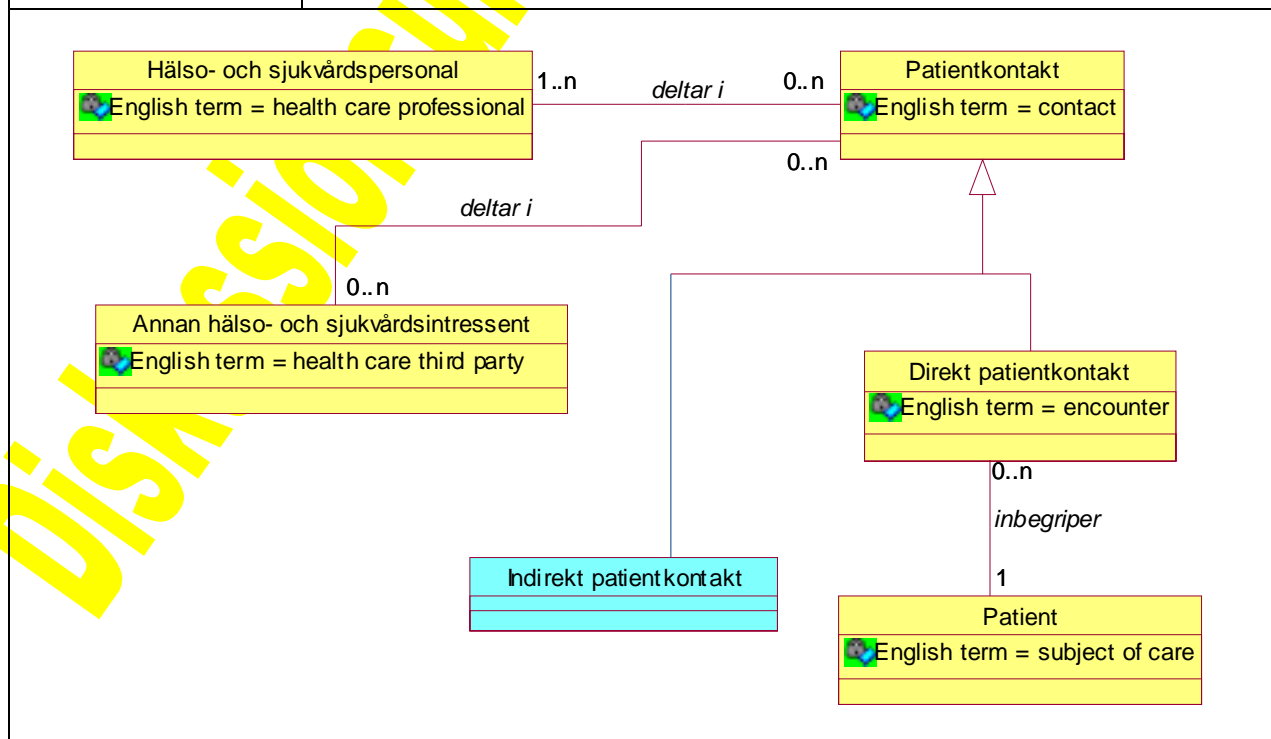 Hälso- och sjukvårdspersonal
English term = health care professional
1..n
deltar i
0..n
Patientkontakt
English term = contact
0..n
deltar i
0..n
Annan hälso- och sjukvårdsintressent
English term = health care third party
Direkt patientkontakt
English term = encounter
0..n
inbegriper
1
Indirekt patientkontakt
Patient
English term = subject of care